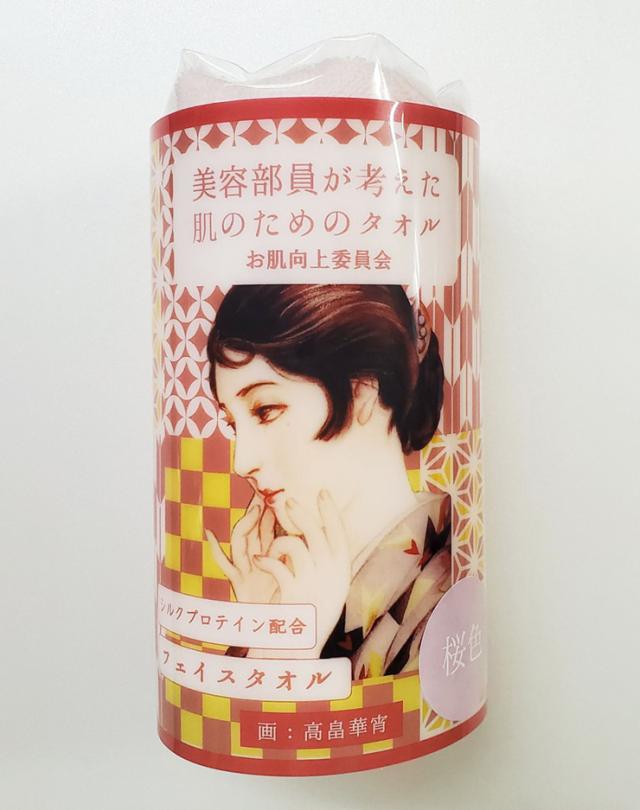 美容部員が考えた
肌のためのタオル
お肌向上委員会
シルクプロテイン配合
フェイスタオル
桜色
画：高畠華宵